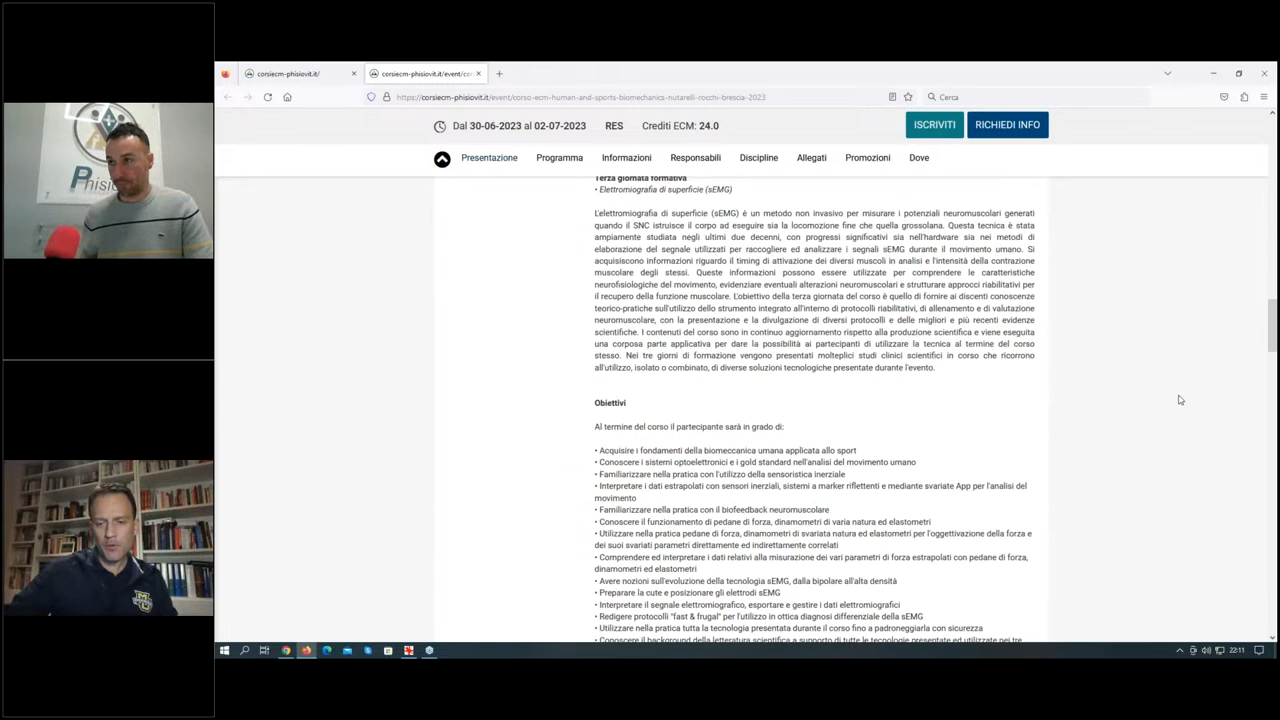 corsiecm-phisiovit.it/
corsiecm-phisiovit.it/event/cor
https://corsiecm-phisiovit.it/event/corso-ecm-human-and-sports-biomechanics-nutarelli-rocchi-brescia-2023
Cerca
Dal 30-06-2023 al 02-07-2023 RES Crediti ECM: 24.0
ISCRIVITI RICHIEDI INFO
Presentazione Programma Informazioni Responsabili Discipline Allegati Promozioni Dove
Terza giornata formativa
• Elettromiografia di superficie (sEMG)
L'elettromiografia di superficie (sEMG) è un metodo non invasivo per misurare i potenziali neuromuscolari generati
quando il SNC istruisce il corpo ad eseguire sia la locomozione fine che quella grossolana. Questa tecnica è stata
ampiamente studiata negli ultimi due decenni, con progressi significativi sia nell'hardware sia nei metodi di
elaborazione del segnale utilizzati per raccogliere ed analizzare i segnali sEMG durante il movimento umano. Si
acquisiscono informazioni riguardo il timing di attivazione dei diversi muscoli in analisi e l'intensità della contrazione
muscolare degli stessi. Queste informazioni possono essere utilizzate per comprendere le caratteristiche
neurofisiologiche del movimento, evidenziare eventuali alterazioni neuromuscolari e strutturare approcci riabilitativi per
il recupero della funzione muscolare. L'obiettivo della terza giornata del corso è quello di fornire ai discenti conoscenze
teorico-pratiche sull'utilizzo dello strumento integrato all'interno di protocolli riabilitativi, di allenamento e di valutazione
neuromuscolare, con la presentazione e la divulgazione di diversi protocolli e delle migliori e più recenti evidenze
scientifiche. I contenuti del corso sono in continuo aggiornamento rispetto alla produzione scientifica e viene eseguita
una corposa parte applicativa per dare la possibilità ai partecipanti di utilizzare la tecnica al termine del corso
stesso. Nei tre giorni di formazione vengono presentati molteplici studi clinici scientifici in corso che ricorrono
all'utilizzo, isolato o combinato, di diverse soluzioni tecnologiche presentate durante l'evento.
Obiettivi
Al termine del corso il partecipante sarà in grado di:
• Acquisire i fondamenti della biomeccanica umana applicata allo sport
• Conoscere i sistemi optoelettronici e i gold standard nell'analisi del movimento umano
• Familiarizzare nella pratica con l'utilizzo della sensoristica inerziale
• Interpretare i dati estrapolati con sensori inerziali, sistemi a marker riflettenti e mediante svariate App per l'analisi del
movimento
• Familiarizzare nella pratica con il biofeedback neuromuscolare
• Conoscere il funzionamento di pedane di forza, dinamometri di varia natura ed elastometri
• Utilizzare nella pratica pedane di forza, dinamometri di svariata natura ed elastometri per l'oggettivazione della forza e
dei suoi svariati parametri direttamente ed indirettamente correlati
• Comprendere ed interpretare i dati relativi alla misurazione dei vari parametri di forza estrapolati con pedane di forza,
dinamometri ed elastometri
• Avere nozioni sull'evoluzione della tecnologia sEMG, dalla bipolare all'alta densità
• Preparare la cute e posizionare gli elettrodi sEMG
• Interpretare il segnale elettromiografico, esportare e gestire i dati elettromiografici
• Redigere protocolli "fast & frugal" per l'utilizzo in ottica diagnosi differenziale della sEMG
• Utilizzare nella pratica tutta la tecnologia presentata durante il corso fino a padroneggiarla con sicurezza
• Conoscere il background della letteratura scientifica a supporto di tutte le tecnologie presentate ed utilizzate nei tre
22:11